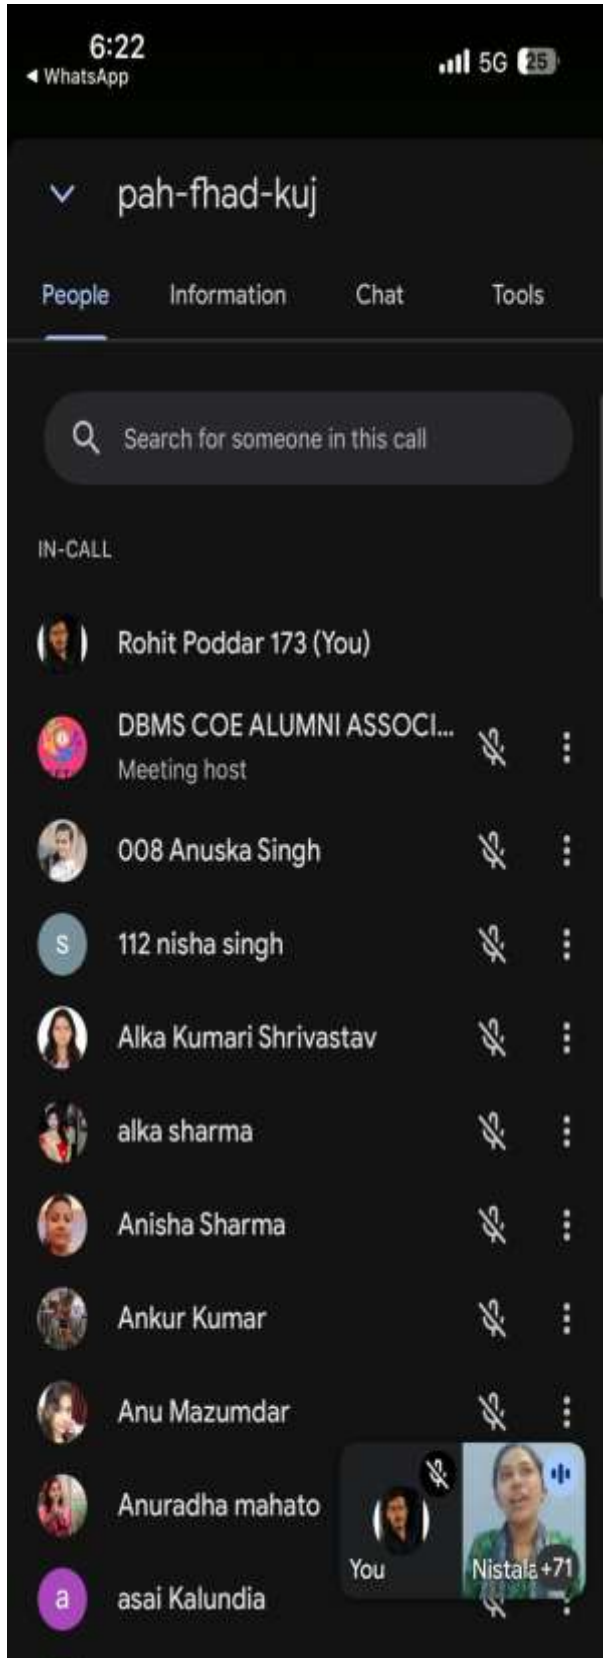 6:22
5G 25
WhatsApp
pah-fhad-kuj
People Information Chat Tools
Search for someone in this call
IN-CALL
Rohit Poddar 173 (You)
DBMS COE ALUMNI ASSOCI...
Meeting host
008 Anuska Singh
s
112 nisha singh
Alka Kumari Shrivastav
alka sharma
Anisha Sharma
Ankur Kumar
Anu Mazumdar
Anuradha mahato
You
+71
a
asai Kalundia